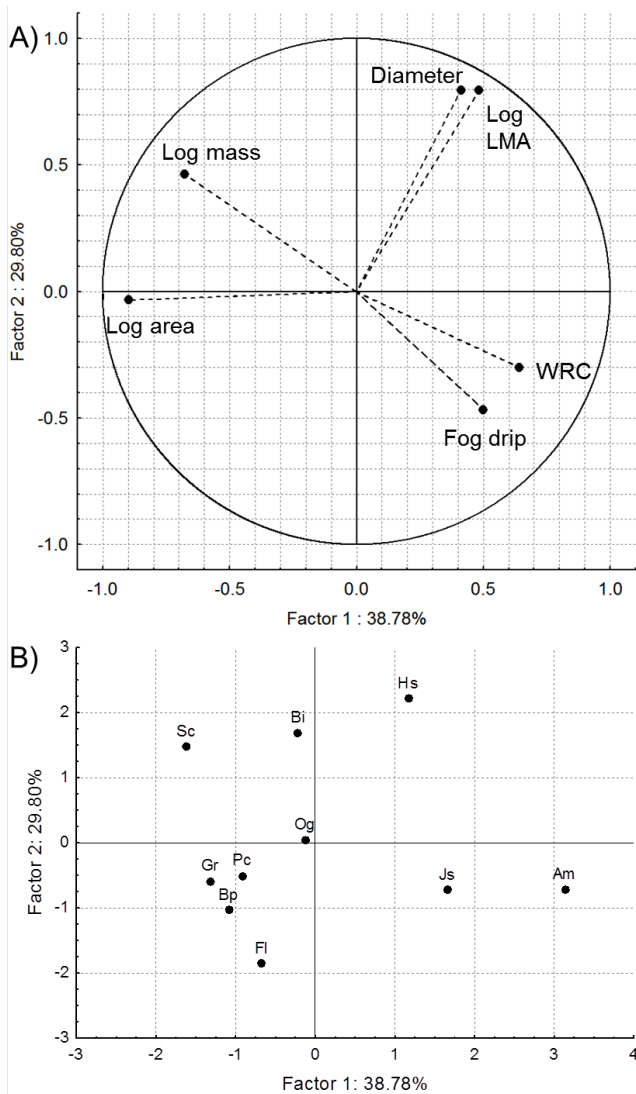 A)
1.0
Diameter
Log
LMA
Log mass
0.5
Factor 2 : 29.80%
0.0
Log area
WRC
Fog drip
-0.5
-1.0
-1.0 -0.5 0.0 0.5 1.0
Factor 1 : 38.78%
B)
3
Hs
2
Bi
Sc
1
Factor 2: 29.80%
Og
0
Gr Pc Js Am
Bp
-1
Fl
-2
-3
-3 -2 -1 0 1 2 3 4
Factor 1: 38.78%